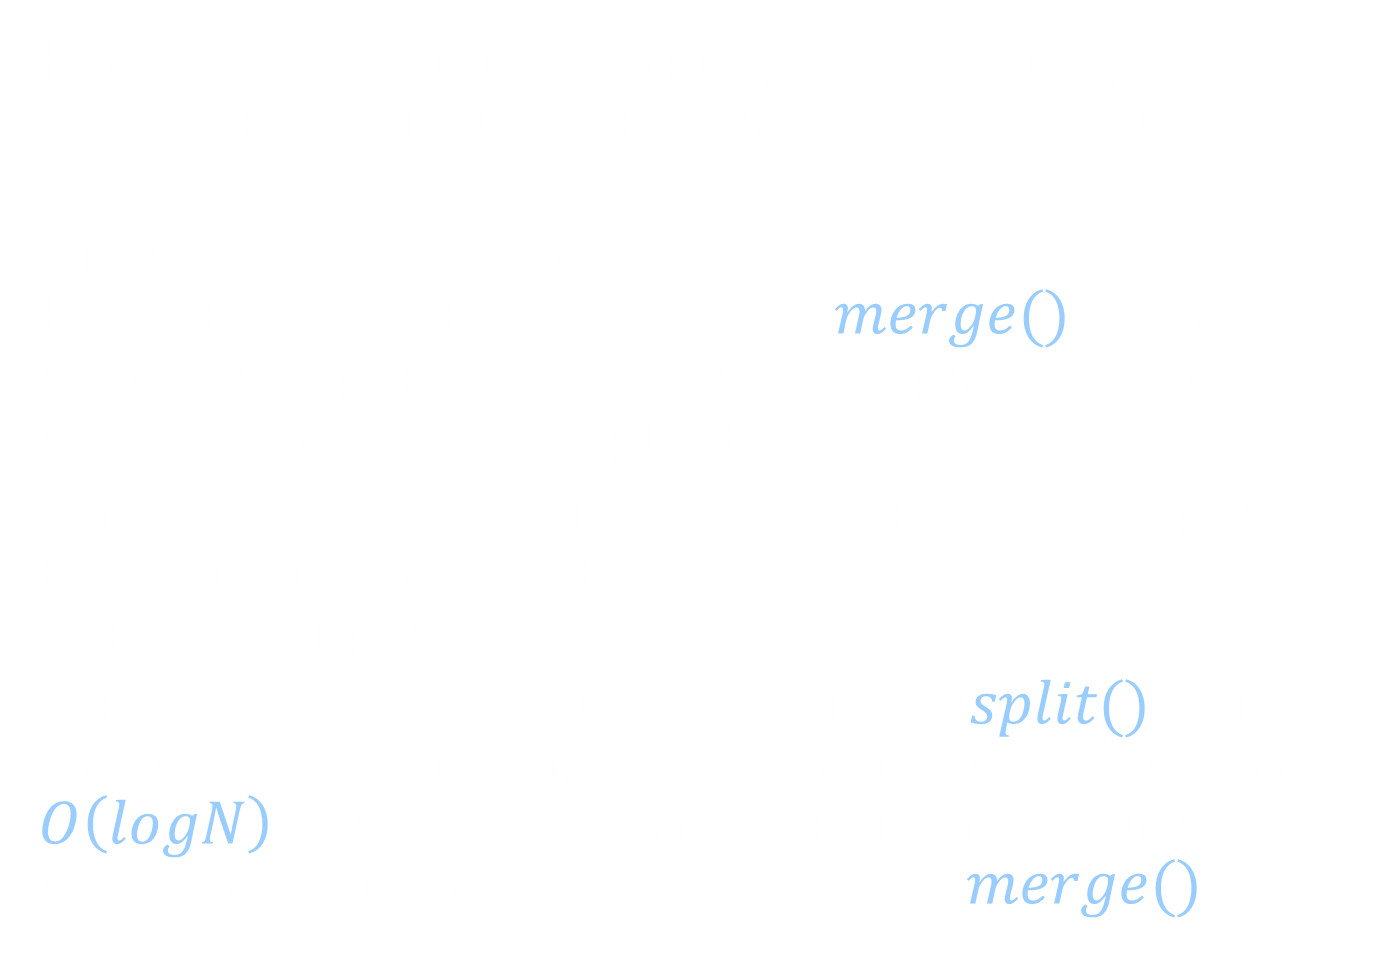 merge()
split()
O(logN)
merge()